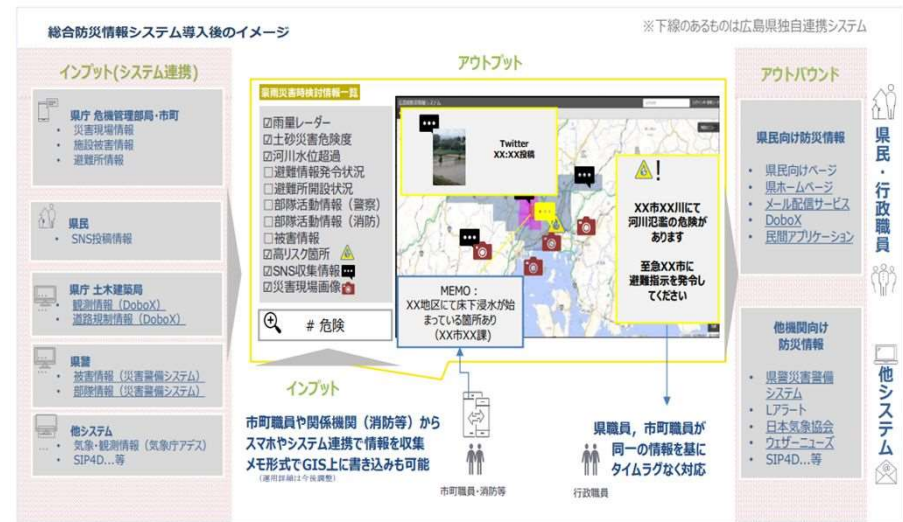 総合防災情報システム導入後のイメージ
※下線のあるものは広島県独自連携システム
インプット(システム連携)
県庁 危機管理部局・市町
・ 災害現場情報
・ 施設被害情報
・ 避難所情報
県民
・ SNS投稿情報
県庁 土木建築局
・ 観測情報（DoboX）
・ 道路規制情報（DoboX）
県警
・ 被害情報（災害警備システム）
・ 部隊情報（災害警備システム）
他システム
・ 気象・観測情報（気象庁アデス）
・ SIP4D...等
アウトプット
豪雨災害時検討情報一覧
☑雨量レーダー
☑土砂災害危険度
☑河川水位超過
□避難情報発令状況
□避難所開設状況
□部隊活動情報（警察）
□部隊活動情報（消防）
□被害情報
☑高リスク箇所
☑SNS収集情報
☑災害現場画像
# 危険
Twitter
XX:XX投稿
！
XX市XX川にて
河川氾濫の危険が
あります
至急XX市に
避難指示を発令し
てください
MEMO：
XX地区にて床下浸水が始
まっている箇所あり
（XX市XX課）
インプット
市町職員や関係機関（消防等）から
スマホやシステム連携で情報を収集
メモ形式でGIS上に書き込みも可能
（運用詳細は今後調整）
市町職員・消防等
県職員，市町職員が
同一の情報を基に
タイムラグなく対応
行政職員
アウトバウンド
県民向け防災情報
・ 県民向けページ
・ 県ホームページ
・ メール配信サービス
・ DoboX
・ 民間アプリケーション
他機関向け
防災情報
・ 県警災害警備
システム
・ Lアラート
・ 日本気象協会
・ ウェザーニューズ
・ SIP4D...等
県民・行政職員
他システム